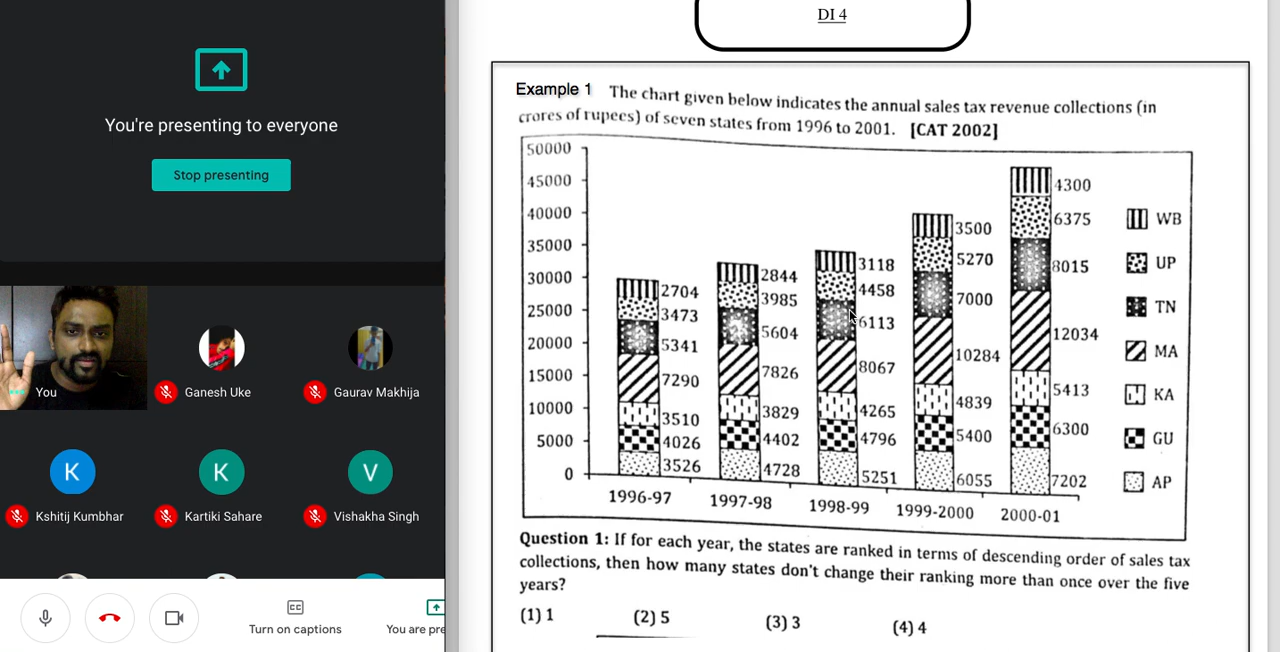 You're presenting to everyone
Stop presenting
You
Ganesh Uke
Gaurav Makhija
K
K
V
Kshitij Kumbhar
Kartiki Sahare
Vishakha Singh
Turn on captions
You are pre
DI 4
Example 1 The chart given below indicates the annual sales tax revenue collections (in
crores of rupees) of seven states from 1996 to 2001. [CAT 2002]
50000
45000
40000
35000
30000
25000
20000
15000
10000
5000
0
2704
3473
5341
7290
3510
4026
3526
2844
3985
5604
7826
3829
4402
4728
3118
4458
6113
8067
4265
4796
5251
3500
5270
7000
10284
4839
5400
6055
4300
6375
8015
12034
5413
6300
7202
WB
UP
TN
MA
KA
GU
AP
1996-97
1997-98
1998-99
1999-2000
2000-01
Question 1: If for each year, the states are ranked in terms of descending order of sales tax
collections, then how many states don't change their ranking more than once over the five
years?
(1) 1
(2) 5
(3) 3
(4) 4